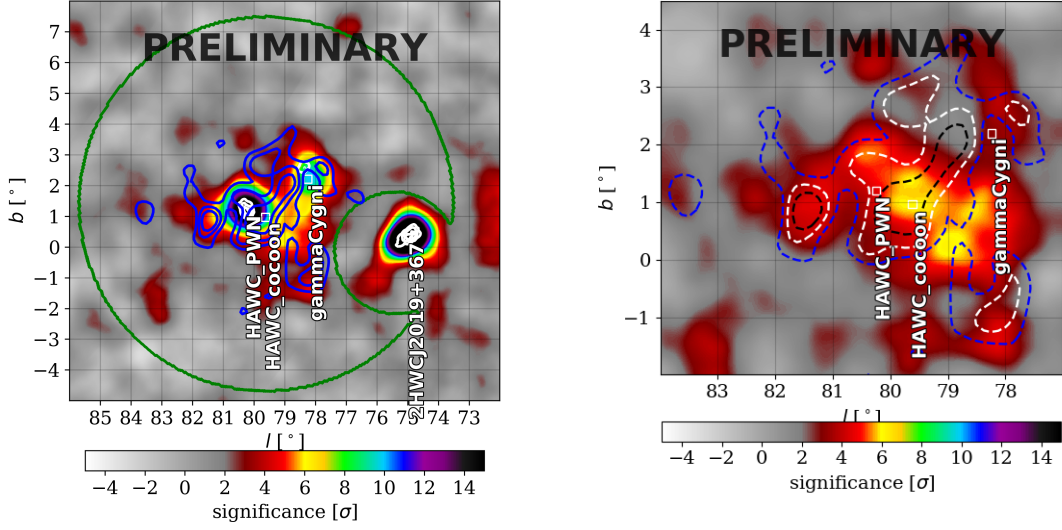 PRELIMINARY
7
6
5
4
3
2
1
0
−1
−2
−3
−4
b [°]
HAWC_PWN
HAWC_cocoon
gammaCygni
2HWCJ2019+367
85 84 83 82 81 80 79 78 77 76 75 74 73
l [°]
−4 −2 0 2 4 6 8 10 12 14
significance [σ]
PRELIMINARY
4
3
2
1
0
−1
b [°]
HAWC_PWN
HAWC_cocoon
gammaCygni
83 82 81 80 79 78
l [°]
−4 −2 0 2 4 6 8 10 12 14
significance [σ]